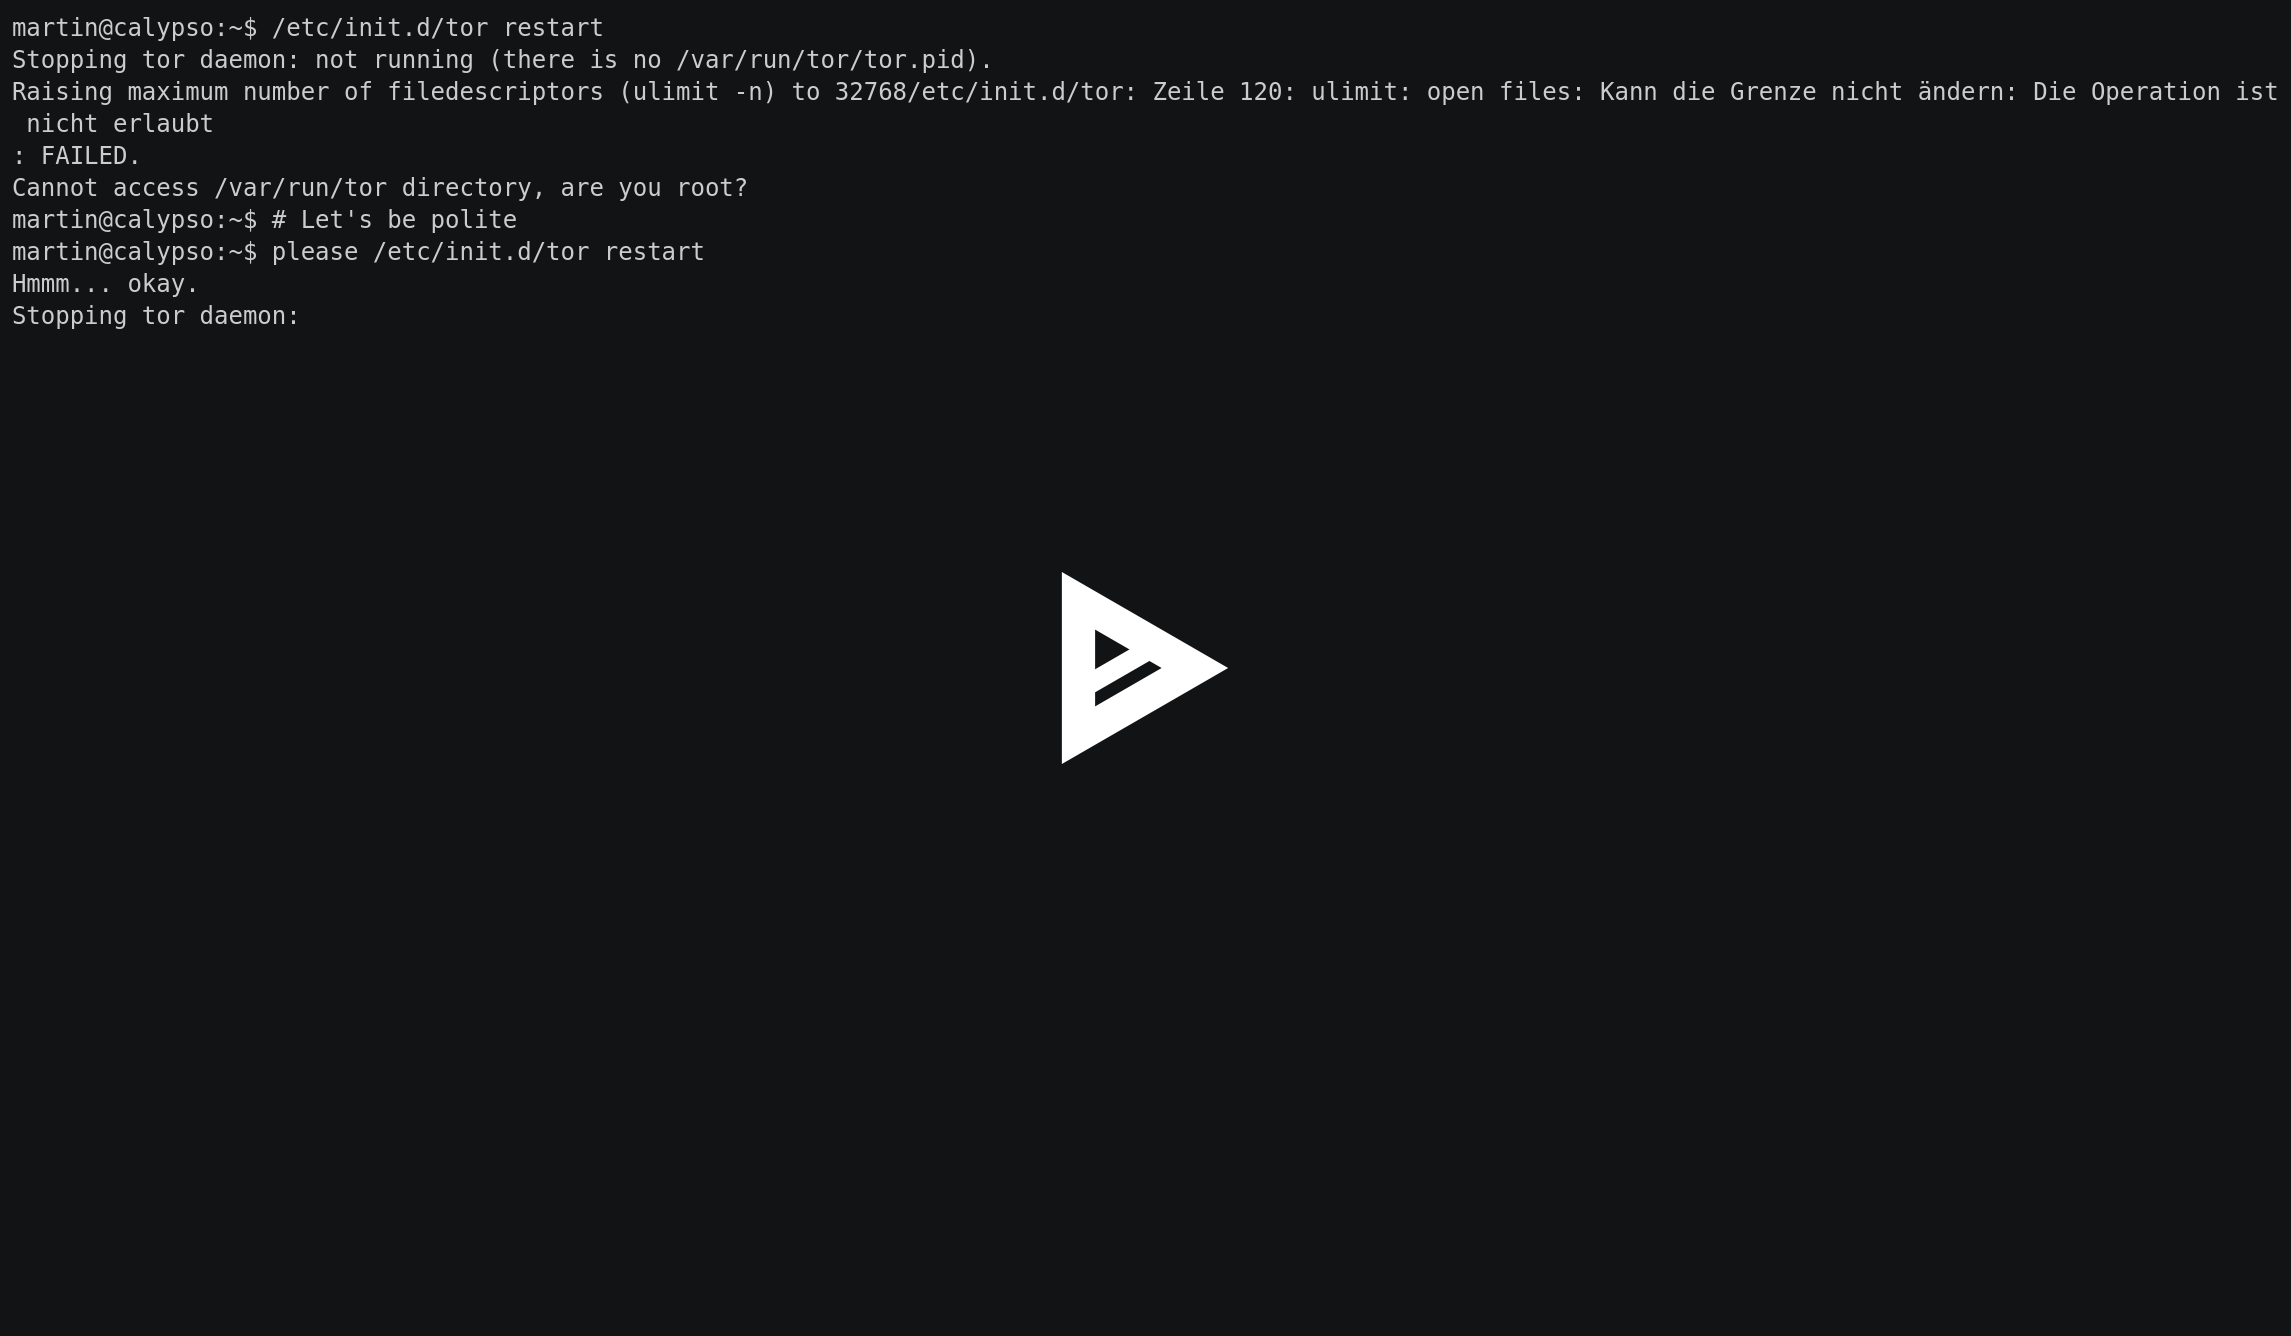 martin@calypso:~$ /etc/init.d/tor restart
Stopping tor daemon: not running (there is no /var/run/tor/tor.pid).
Raising maximum number of filedescriptors (ulimit -n) to 32768/etc/init.d/tor: Zeile 120: ulimit: open files: Kann die Grenze nicht ändern: Die Operation ist
 nicht erlaubt
: FAILED.
Cannot access /var/run/tor directory, are you root?
martin@calypso:~$ # Let's be polite
martin@calypso:~$ please /etc/init.d/tor restart
Hmmm... okay.
Stopping tor daemon: